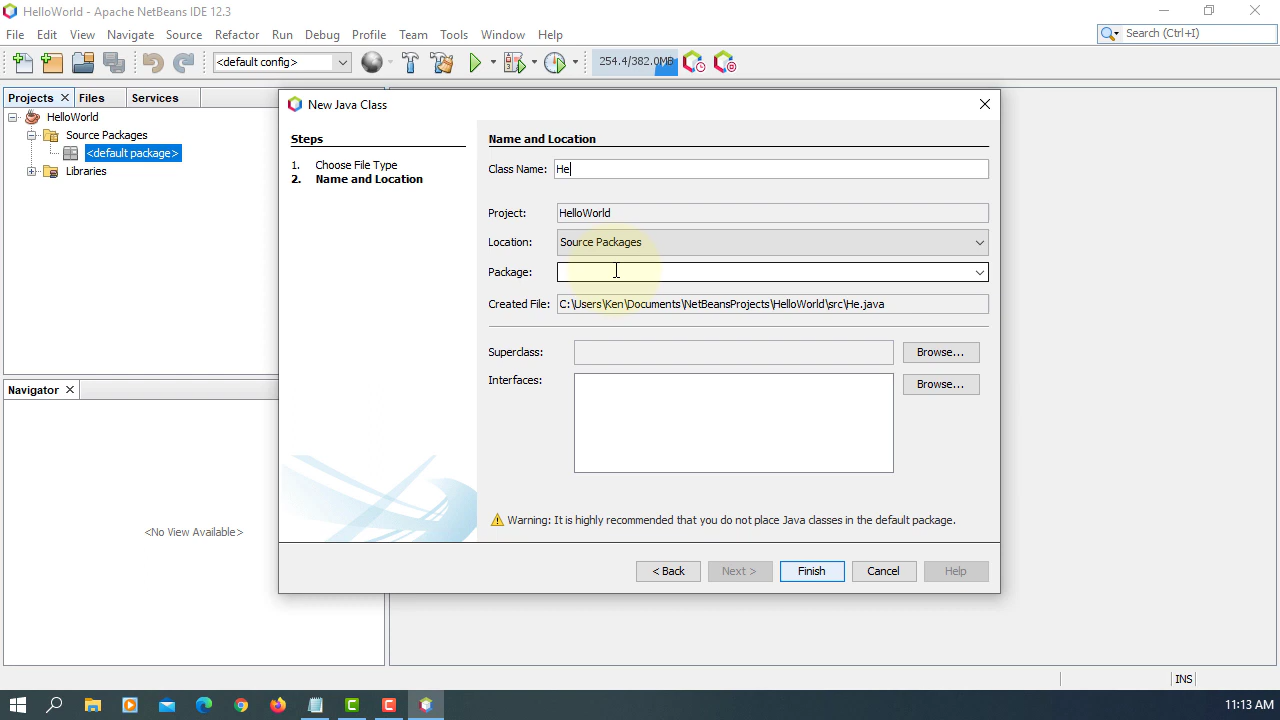 HelloWorld - Apache NetBeans IDE 12.3
File Edit View Navigate Source Refactor Run Debug Profile Team Tools Window Help
Search (Ctrl+I)
<default config>
254.4/382.0MB
Projects Files Services
HelloWorld
Source Packages
<default package>
Libraries
Navigator
<No View Available>
New Java Class
Steps
1. Choose File Type
2. Name and Location
Name and Location
Class Name: He
Project: HelloWorld
Location: Source Packages
Package:
Created File: C:\Users\Ken\Documents\NetBeansProjects\HelloWorld\src\He.java
Superclass: Browse...
Interfaces: Browse...
Warning: It is highly recommended that you do not place Java classes in the default package.
< Back Next > Finish Cancel Help
INS
11:13 AM